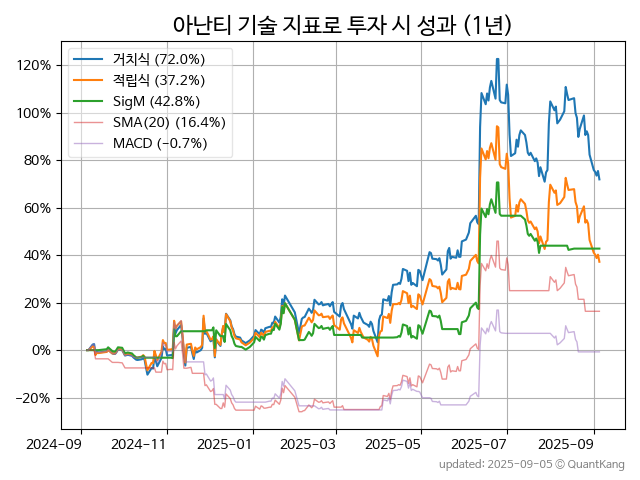 아난티 기술 지표로 투자 시 성과 (1년)
거치식 (72.0%)
적립식 (37.2%)
SigM (42.8%)
SMA(20) (16.4%)
MACD (-0.7%)
120%
100%
80%
60%
40%
20%
0%
-20%
2024-09 2024-11 2025-01 2025-03 2025-05 2025-07 2025-09
updated: 2025-09-05 © QuantKang